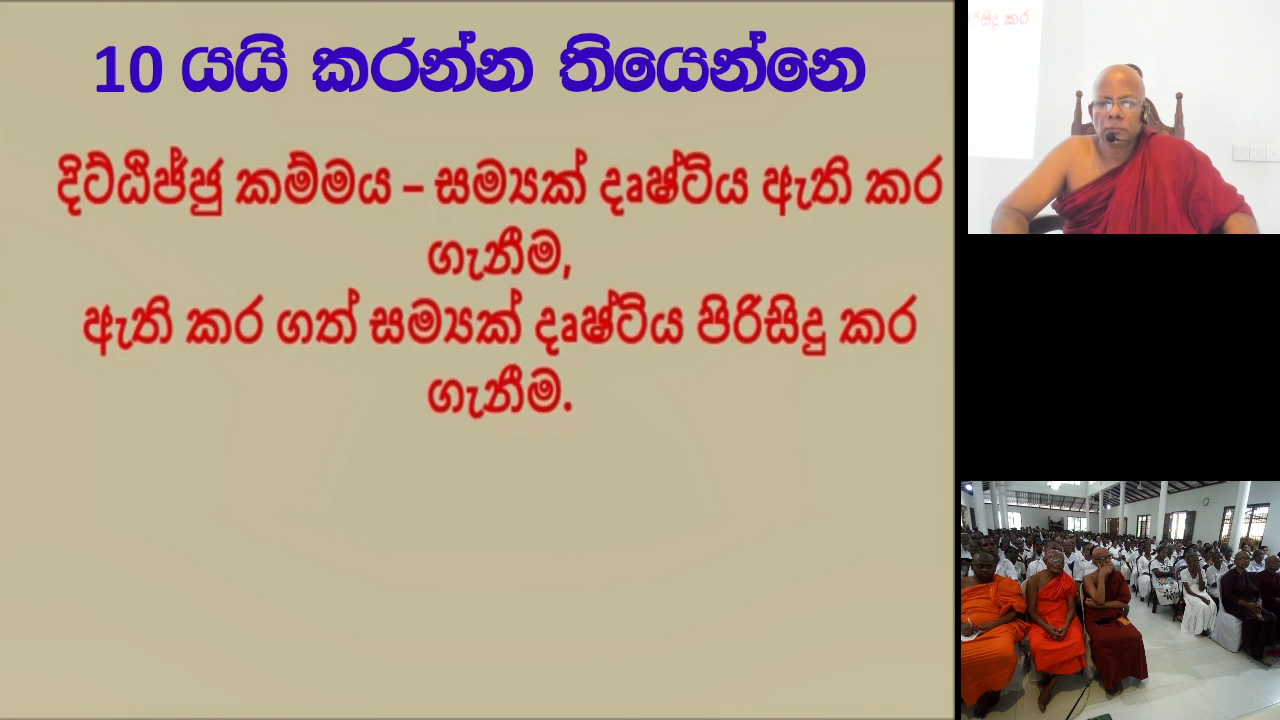 10 යයි කරන්න තියෙන්නෙ
දිට්ඨිජ්ජු කම්මය – සම්‍යක් දෘෂ්ටිය ඇති කර
ගැනීම,
ඇති කර ගත් සම්‍යක් දෘෂ්ටිය පිරිසිදු කර
ගැනීම.